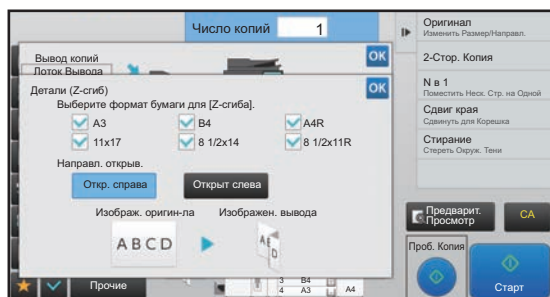 Число копий 1
Вывод копий
OK
Лоток Вывода
Детали (Z-сгиб)
OK
Выберите формат бумаги для [Z-сгиба].
A3
B4
A4R
11x17
8 1/2x14
8 1/2x11R
Направл. открыв.
Откр. справа
Открыт слева
Изображ. оригин-ла
Изображен. вывода
ABCD
AED
Прочие
3 B4
4 A3
A4
Оригинал
Изменить Размер/Направл.
2-Стор. Копия
N в 1
Поместить Неск. Стр. на Одной
Сдвиг края
Сдвинуть для Корешка
Стирание
Стереть Окруж. Тени
Предварит.
Просмотр
CA
Проб. Копия
Старт